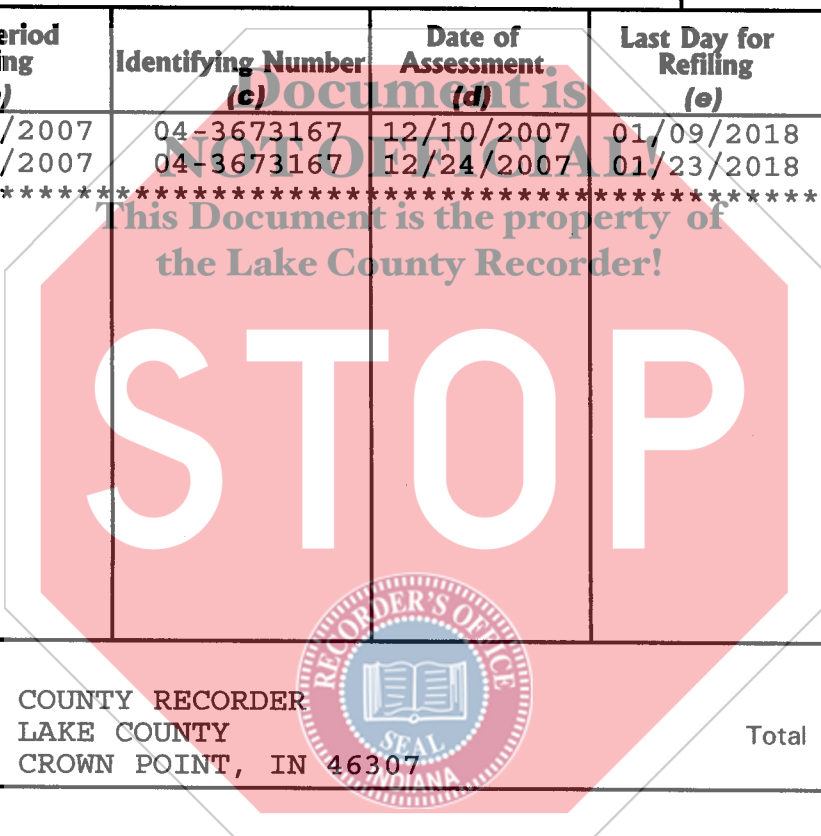 eriod
ing
Identifying Number
(c)
Date of
Assessment
(d)
Last Day for
Refiling
(e)
Document is
/2007 04-3673167 12/10/2007 01/09/2018
NOT OFFICIAL!
/2007 04-3673167 12/24/2007 01/23/2018
*******************************************************
This Document is the property of
the Lake County Recorder!
STOP
RECORDER'S OFFICE
SEAL
INDIANA
COUNTY RECORDER
LAKE COUNTY
CROWN POINT, IN 46307
Total